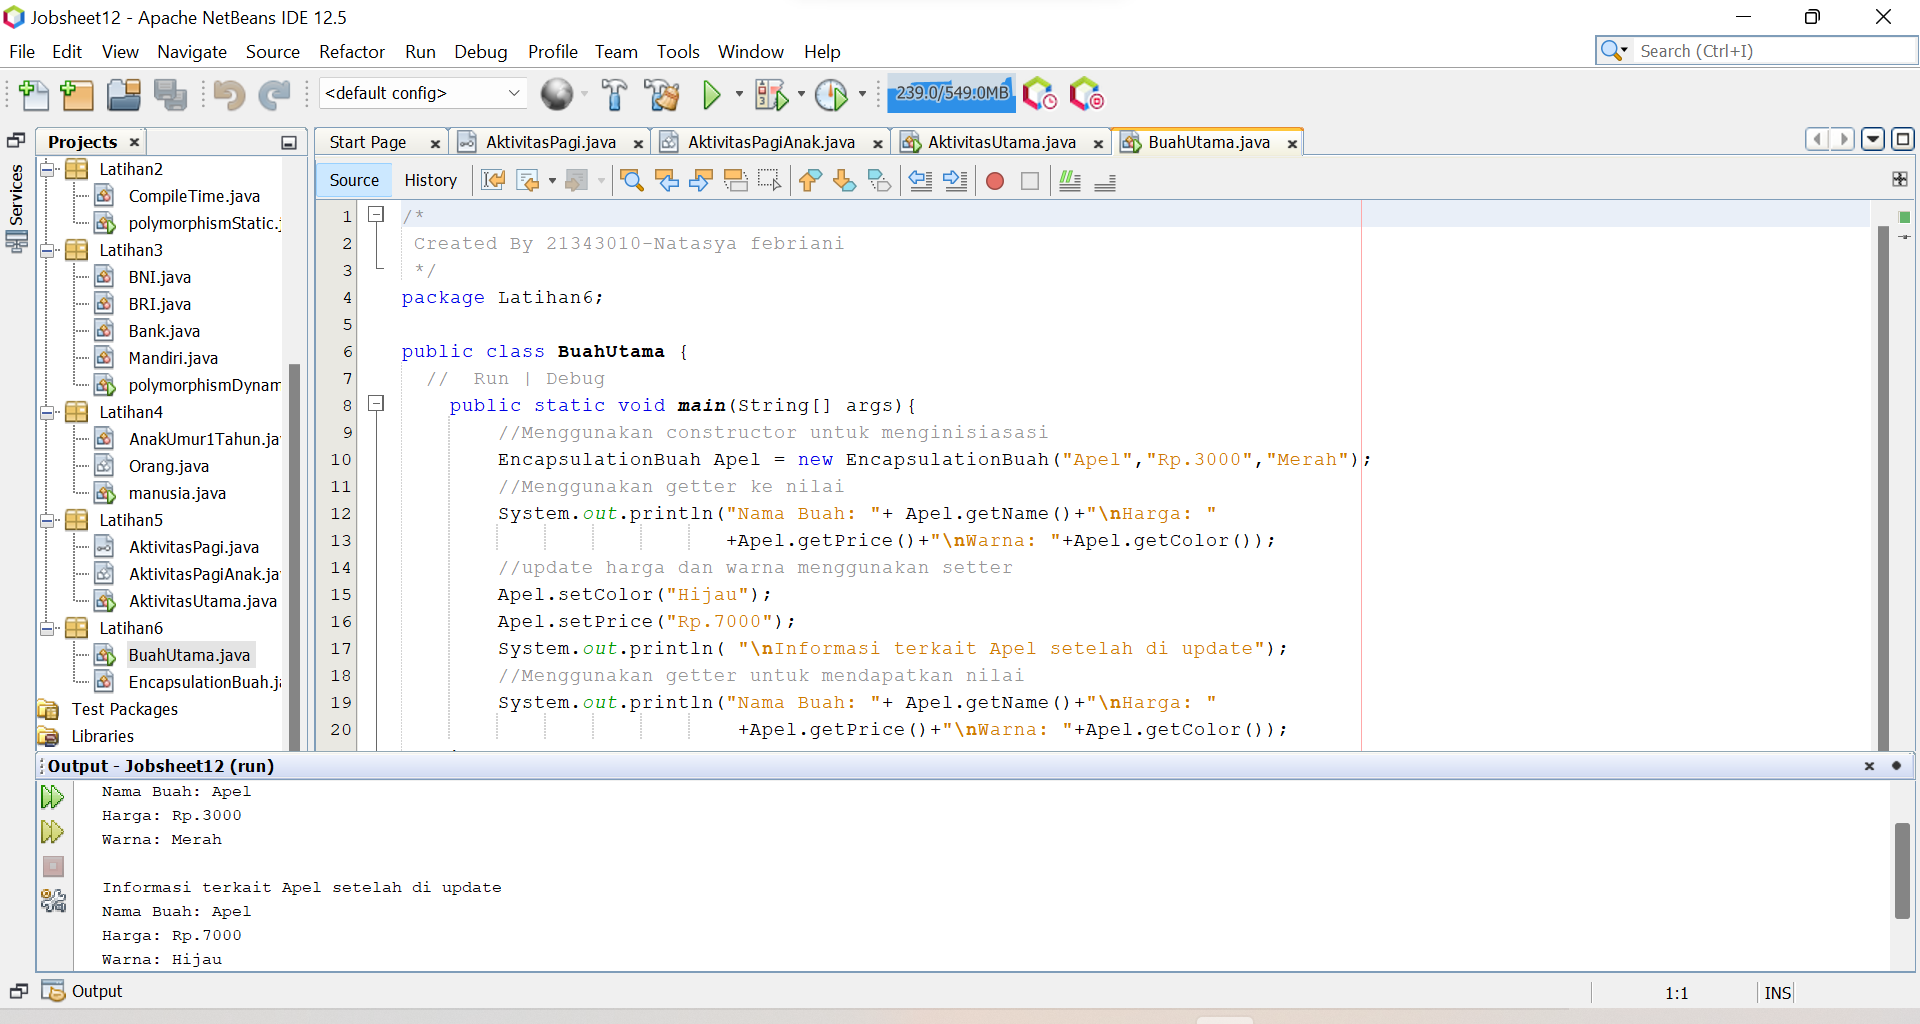 Jobsheet12 - Apache NetBeans IDE 12.5
File Edit View Navigate Source Refactor Run Debug Profile Team Tools Window Help
Search (Ctrl+I)
<default config>
239.0/549.0MB
Services
Projects
Latihan2
CompileTime.java
polymorphismStatic.j
Latihan3
BNI.java
BRI.java
Bank.java
Mandiri.java
polymorphismDynam
Latihan4
AnakUmur1Tahun.ja
Orang.java
manusia.java
Latihan5
AktivitasPagi.java
AktivitasPagiAnak.ja
AktivitasUtama.java
Latihan6
BuahUtama.java
EncapsulationBuah.ja
Test Packages
Libraries
Start Page AktivitasPagi.java AktivitasPagiAnak.java AktivitasUtama.java BuahUtama.java
Source History
1 /*
2 Created By 21343010-Natasya febriani
3 */
4 package Latihan6;
5
6 public class BuahUtama {
7 // Run | Debug
8 public static void main(String[] args){
9 //Menggunakan constructor untuk menginisiasasi
10 EncapsulationBuah Apel = new EncapsulationBuah("Apel","Rp.3000","Merah");
11 //Menggunakan getter ke nilai
12 System.out.println("Nama Buah: "+ Apel.getName()+"\nHarga: "
13 +Apel.getPrice()+"\nWarna: "+Apel.getColor());
14 //update harga dan warna menggunakan setter
15 Apel.setColor("Hijau");
16 Apel.setPrice("Rp.7000");
17 System.out.println( "\nInformasi terkait Apel setelah di update");
18 //Menggunakan getter untuk mendapatkan nilai
19 System.out.println("Nama Buah: "+ Apel.getName()+"\nHarga: "
20 +Apel.getPrice()+"\nWarna: "+Apel.getColor());
Output - Jobsheet12 (run)
Nama Buah: Apel
Harga: Rp.3000
Warna: Merah
Informasi terkait Apel setelah di update
Nama Buah: Apel
Harga: Rp.7000
Warna: Hijau
Output
1:1 INS